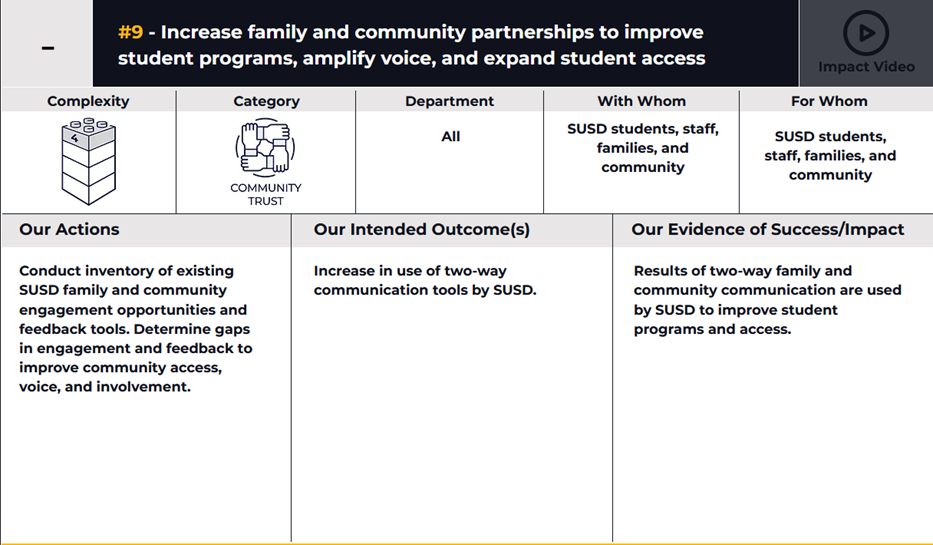 –
#9 - Increase family and community partnerships to improve
student programs, amplify voice, and expand student access
Impact Video
Complexity
Category
Department
With Whom
For Whom
4
COMMUNITY
TRUST
All
SUSD students, staff,
families, and
community
SUSD students,
staff, families, and
community
Our Actions
Our Intended Outcome(s)
Our Evidence of Success/Impact
Conduct inventory of existing
SUSD family and community
engagement opportunities and
feedback tools. Determine gaps
in engagement and feedback to
improve community access,
voice, and involvement.
Increase in use of two-way
communication tools by SUSD.
Results of two-way family and
community communication are used
by SUSD to improve student
programs and access.